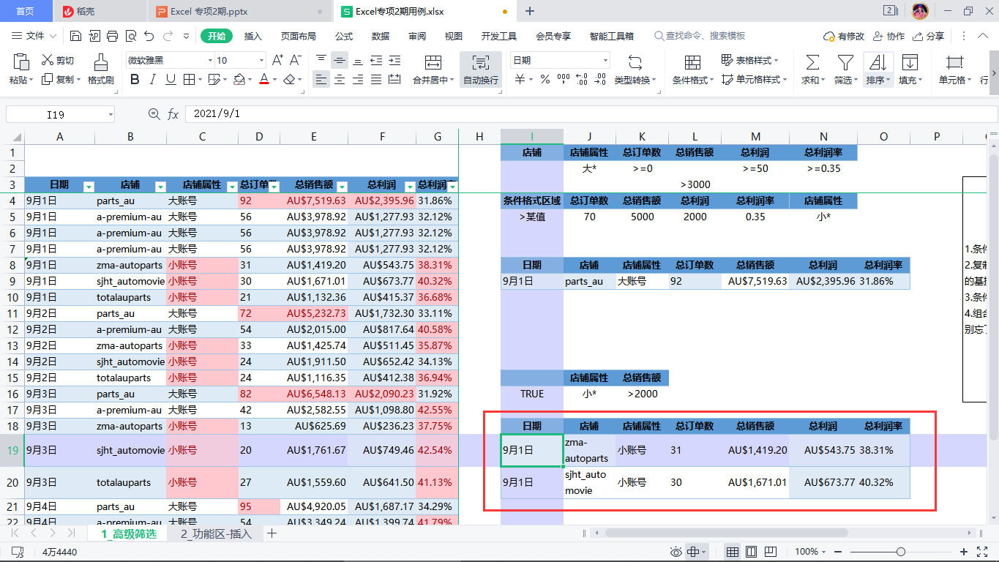 首页 稻壳 Excel 专项2期.pptx Excel专项2期用例.xlsx
文件 开始 插入 页面布局 公式 数据 审阅 视图 开发工具 会员专享 智能工具箱 查找命令、搜索模板 有修改 协作 分享
剪切 微软雅黑 10 A+ A- 日期 表格样式
粘贴 复制 格式刷 B I U A 合并居中 自动换行 ¥ % 000 类型转换 条件格式 单元格样式 求和 筛选 排序 填充 单元格 行
I19 fx 2021/9/1
A B C D E F G H I J K L M N O P
1 店铺 店铺属性 总订单数 总销售额 总利润 总利润率
2 大* >=0 >=50 >=0.35
3 日期 店铺 店铺属性 总订单数 总销售额 总利润 总利润率 >3000
4 9月1日 parts_au 大账号 92 AU$7,519.63 AU$2,395.96 31.86% 条件格式区域 总订单数 总销售额 总利润 总利润率 店铺属性
5 9月1日 a-premium-au 大账号 56 AU$3,978.92 AU$1,277.93 32.12% >某值 70 5000 2000 0.35 小*
6 9月1日 a-premium-au 大账号 56 AU$3,978.92 AU$1,277.93 32.12%
7 9月1日 a-premium-au 大账号 56 AU$3,978.92 AU$1,277.93 32.12% 1.条件
8 9月1日 zma-autoparts 小账号 31 AU$1,419.20 AU$543.75 38.31% 日期 店铺 店铺属性 总订单数 总销售额 总利润 总利润率 2.复制
9 9月1日 sjht_automovie 小账号 30 AU$1,671.01 AU$673.77 40.32% 9月1日 parts_au 大账号 92 AU$7,519.63 AU$2,395.96 31.86% 的基
10 9月1日 totalauparts 小账号 21 AU$1,132.36 AU$415.37 36.68% 3.条件
11 9月2日 parts_au 大账号 72 AU$5,232.73 AU$1,732.30 33.11% 4.组合
12 9月2日 a-premium-au 大账号 54 AU$2,015.00 AU$817.64 40.58% 别忘了
13 9月2日 zma-autoparts 小账号 33 AU$1,425.74 AU$511.45 35.87%
14 9月2日 sjht_automovie 小账号 24 AU$1,911.50 AU$652.42 34.13%
15 9月2日 totalauparts 小账号 24 AU$1,116.35 AU$412.38 36.94% 店铺属性 总销售额
16 9月3日 parts_au 大账号 82 AU$6,548.13 AU$2,090.23 31.92% TRUE 小* >2000
17 9月3日 a-premium-au 大账号 42 AU$2,582.55 AU$1,098.80 42.55%
18 9月3日 zma-autoparts 小账号 13 AU$625.69 AU$236.23 37.75% 日期 店铺 店铺属性 总订单数 总销售额 总利润 总利润率
19 9月3日 sjht_automovie 小账号 20 AU$1,761.67 AU$749.46 42.54% 9月1日 zma-autoparts 小账号 31 AU$1,419.20 AU$543.75 38.31%
20 9月3日 totalauparts 小账号 27 AU$1,559.60 AU$641.50 41.13% 9月1日 sjht_automovie 小账号 30 AU$1,671.01 AU$673.77 40.32%
21 9月4日 parts_au 大账号 95 AU$4,920.05 AU$1,687.17 34.29%
22 9月4日 a-premium-au 大账号 54 AU$3,349.24 AU$1,399.74 41.79%
1_高级筛选 2_功能区-插入
4万4440 100%